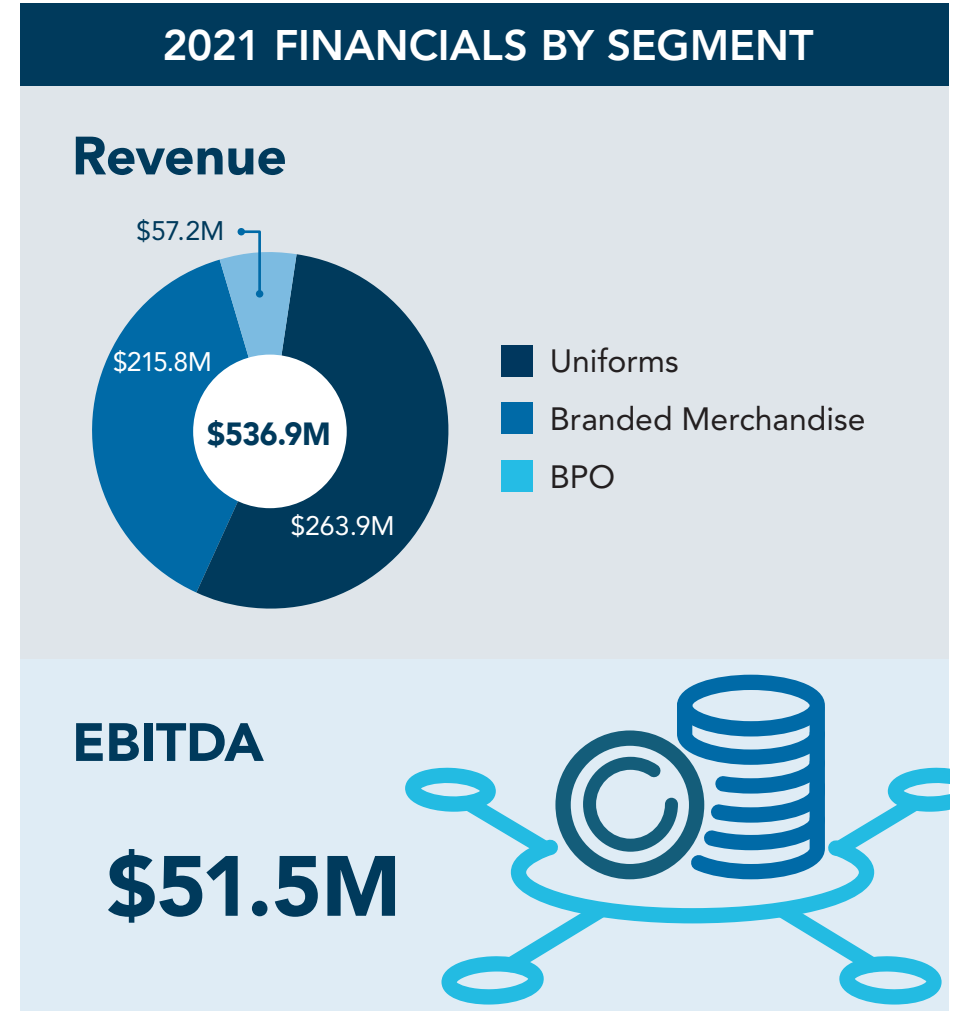 2021 FINANCIALS BY SEGMENT
Revenue
$57.2M
$215.8M
$536.9M
$263.9M
Uniforms
Branded Merchandise
BPO
EBITDA
$51.5M